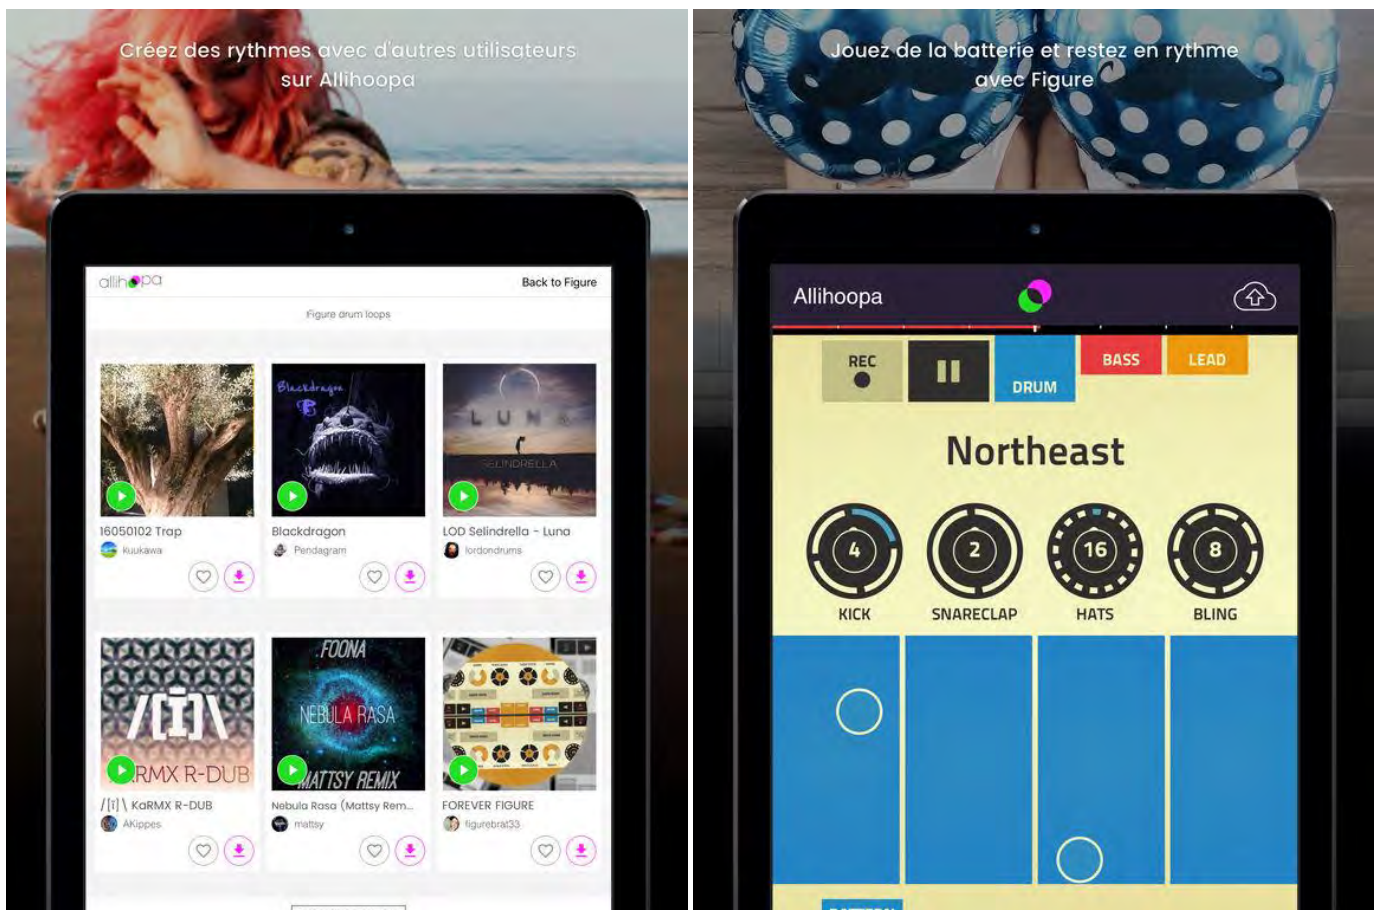 Créez des rythmes avec d'autres utilisateurs
sur Allihoopa
allihoopa
Back to Figure
Figure drum loops
Blackdragon
LUNA
SELINDRELLA
16050102 Trap
Blackdragon
LOD Selindrella - Luna
kuukawa
Pendagram
lordondrums
/[Ī]\
FOONA
NEBULA RASA
RMX R-DUB
MATTSY REMIX
/[ī]\ KaRMX R-DUB
Nebula Rasa (Mattsy Rem...
FOREVER FIGURE
AKippes
mattsy
figurebrat33
Jouez de la batterie et restez en rythme
avec Figure
Allihoopa
REC
DRUM
BASS
LEAD
Northeast
4
2
16
8
KICK
SNARECLAP
HATS
BLING
PATTERN